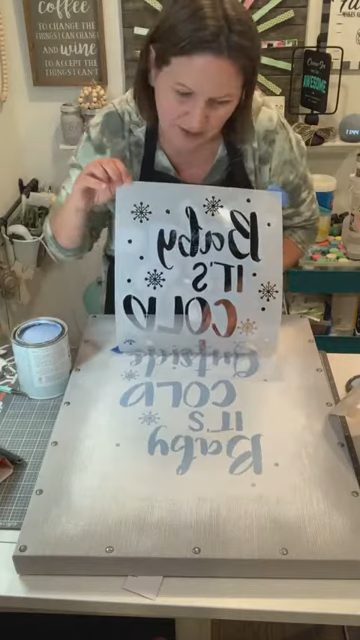 coffee
TO CHANGE THE
THINGS I CAN CHANGE
AND wine
TO ACCEPT THE
THINGS I CAN'T
AWESOME
Baby
IT'S
COLD
Outside
COLD
IT'S
Baby